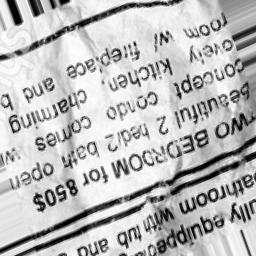 TWO BEDROOM for 850$
beautiful 2 bed/2 bath open
concept condo comes
lovely kitchen charming
room w/ fireplace and b
fully equipped
bathroom with tub and